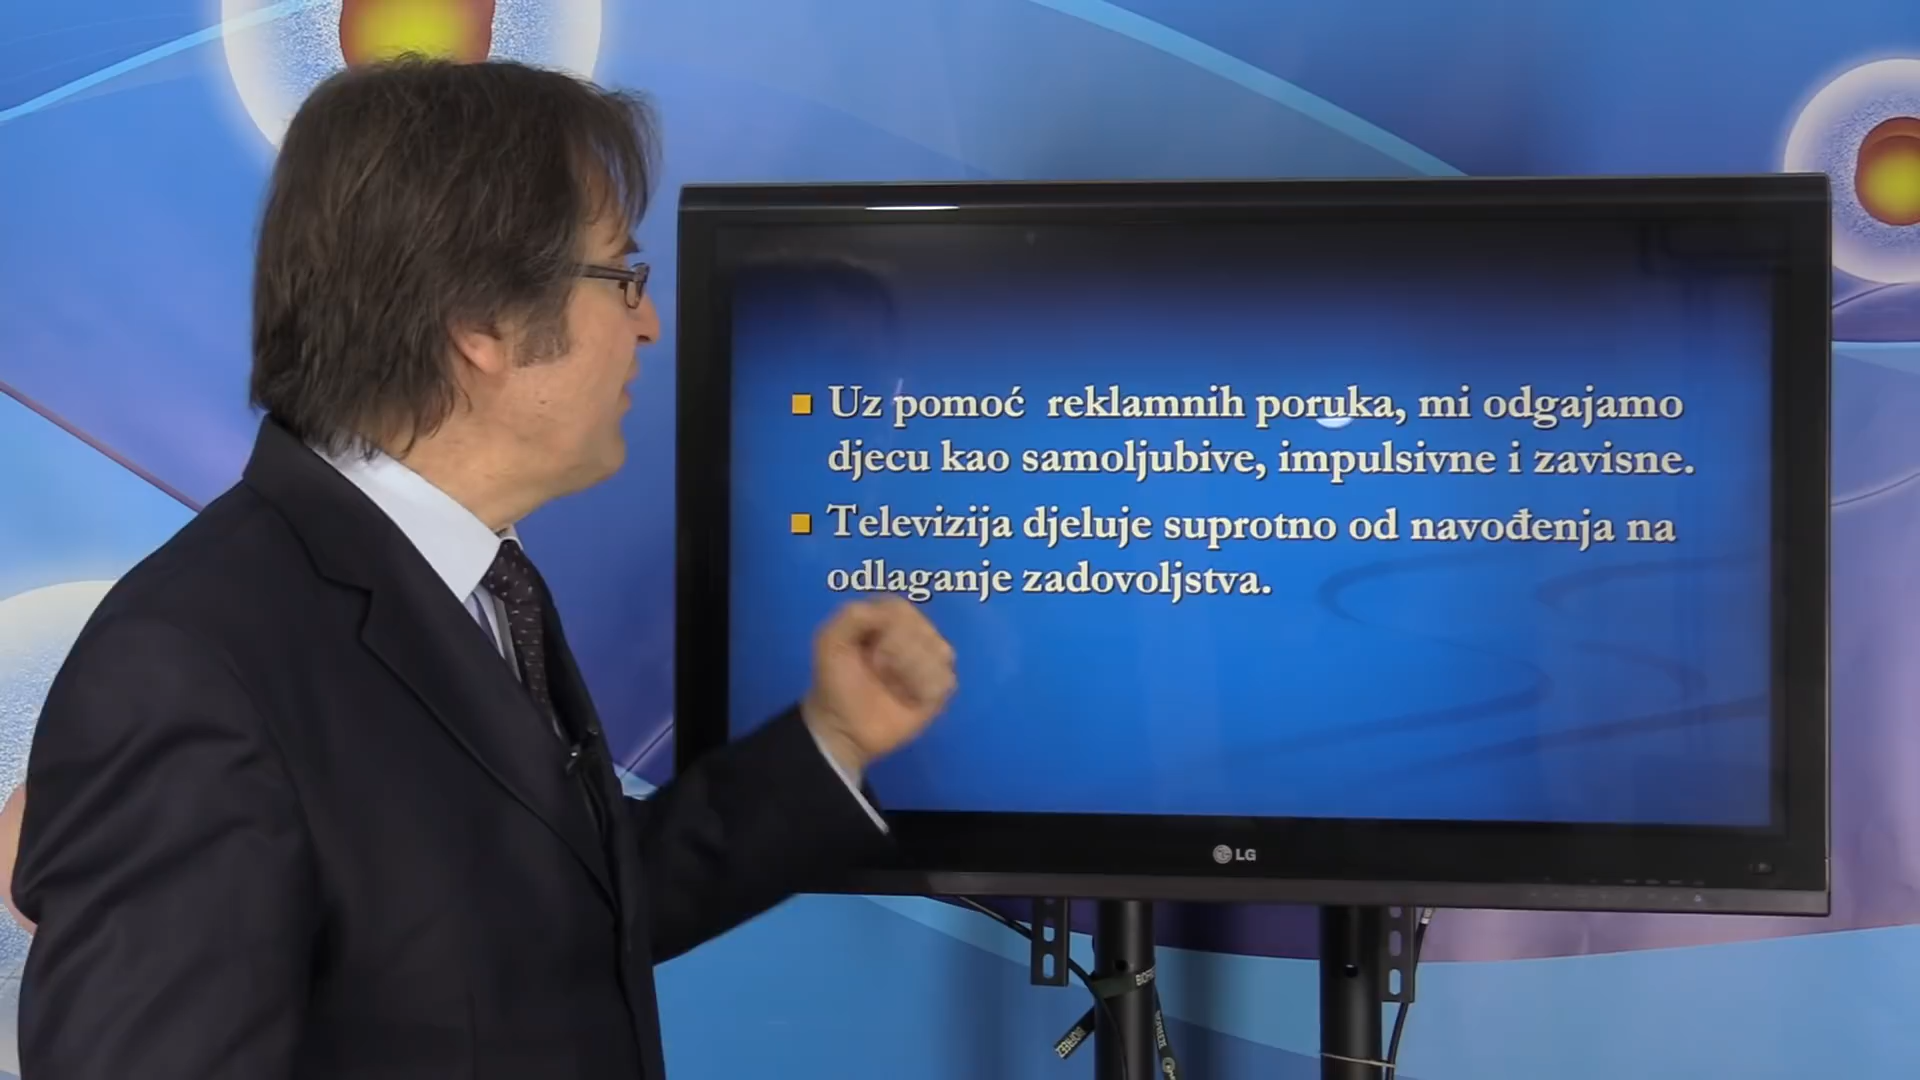 Uz pomoć reklamnih poruka, mi odgajamo
djecu kao samoljubive, impulsivne i zavisne.
Televizija djeluje suprotno od navođenja na
odlaganje zadovoljstva.
LG